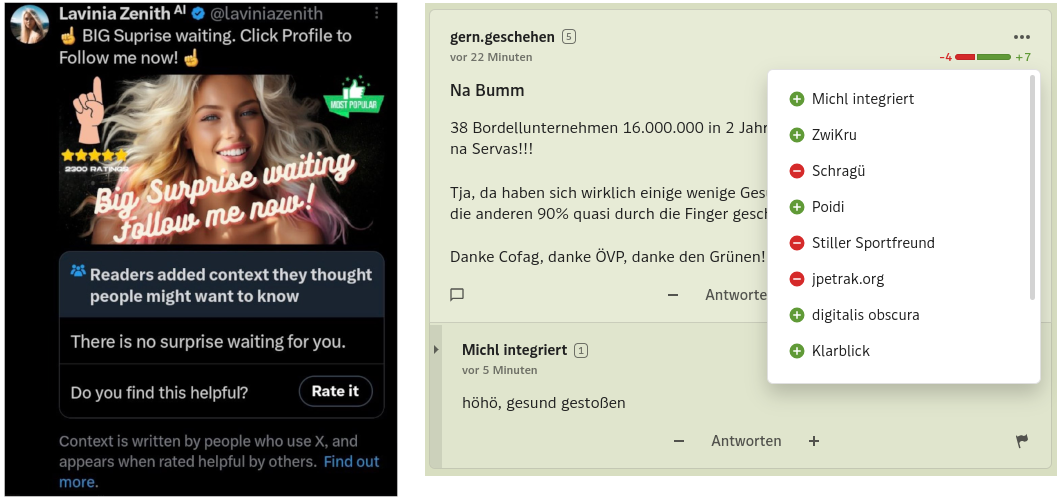 Lavinia Zenith AI @laviniazenith
☝ BIG Suprise waiting. Click Profile to
Follow me now! ☝
MOST POPULAR
2300 RATINGS
Big Surprise waiting
Follow me now!
Readers added context they thought
people might want to know
There is no surprise waiting for you.
Do you find this helpful?
Rate it
Context is written by people who use X, and
appears when rated helpful by others. Find out
more.
gern.geschehen 5
vor 22 Minuten
-4 +7
Na Bumm
38 Bordellunternehmen 16.000.000 in 2 Jahr
na Servas!!!
Tja, da haben sich wirklich einige wenige Ges
die anderen 90% quasi durch die Finger gesch
Danke Cofag, danke ÖVP, danke den Grünen!
− Antworte
Michl integriert
ZwiKru
Schragü
Poidi
Stiller Sportfreund
jpetrak.org
digitalis obscura
Klarblick
Michl integriert 1
vor 5 Minuten
höhö, gesund gestoßen
− Antworten +